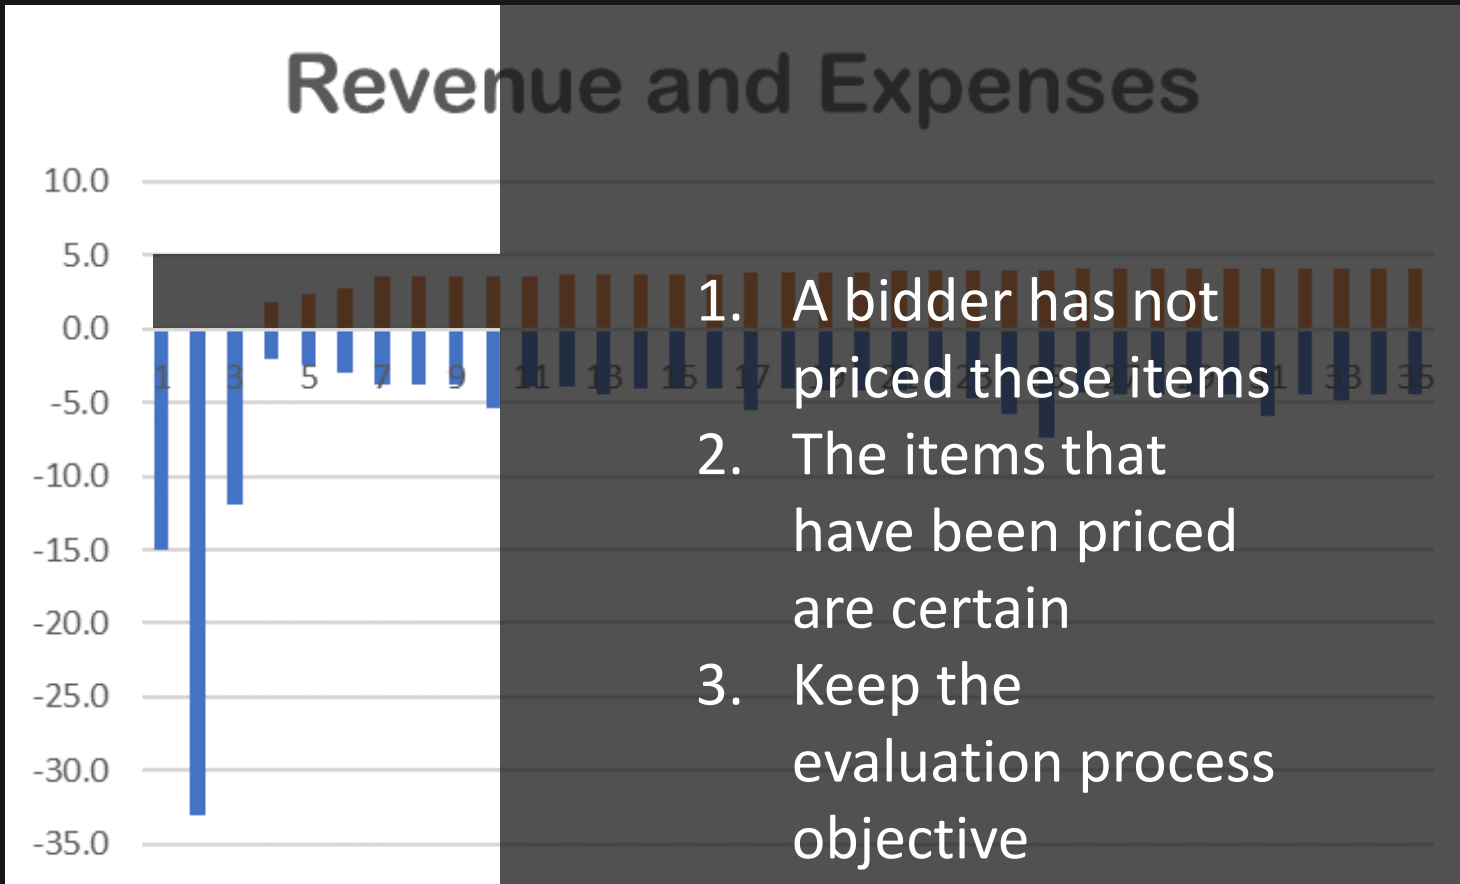 Revenue and Expenses
10.0
5.0
0.0
1 3 5 7 9 11 13 15 17 33 35
-5.0
-10.0
-15.0
-20.0
-25.0
-30.0
-35.0
1. A bidder has not
priced these items
2. The items that
have been priced
are certain
3. Keep the
evaluation process
objective